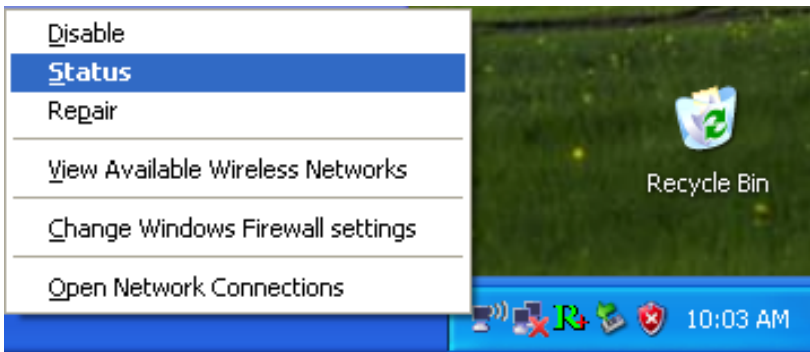 Disable
Status
Repair
View Available Wireless Networks
Change Windows Firewall settings
Open Network Connections
Recycle Bin
R+
10:03 AM